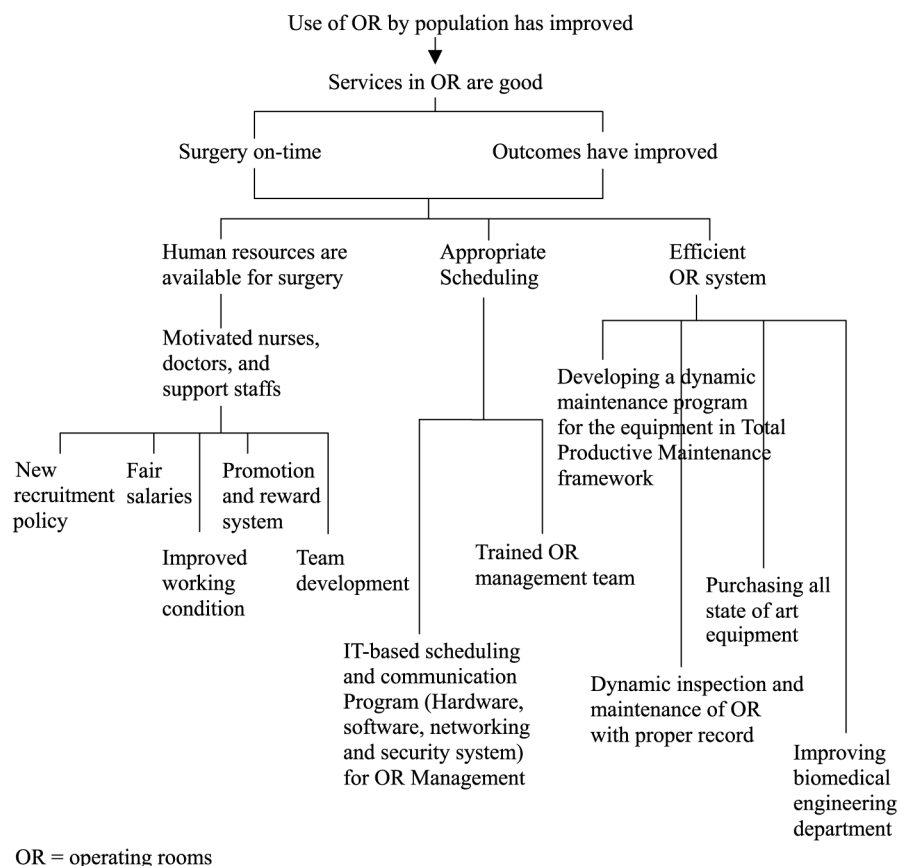 Use of OR by population has improved
Services in OR are good
Surgery on-time
Outcomes have improved
Human resources are
available for surgery
Appropriate
Scheduling
Efficient
OR system
Motivated nurses,
doctors, and
support staffs
Developing a dynamic
maintenance program
for the equipment in Total
Productive Maintenance
framework
New
recruitment
policy
Fair
salaries
Promotion
and reward
system
Improved
working
condition
Team
development
Trained OR
management team
Purchasing all
state of art
equipment
IT-based scheduling
and communication
Program (Hardware,
software, networking
and security system)
for OR Management
Dynamic inspection and
maintenance of OR
with proper record
Improving
biomedical
engineering
department
OR = operating rooms